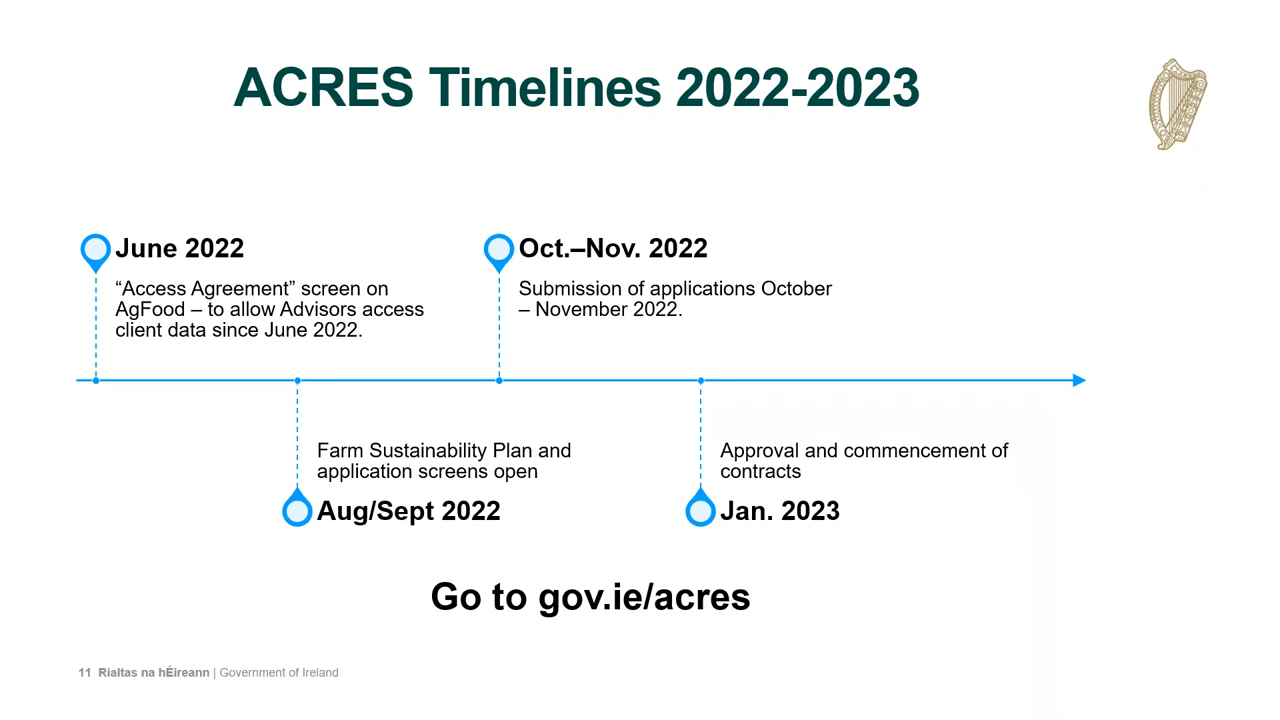 ACRES Timelines 2022-2023
June 2022
“Access Agreement” screen on
AgFood – to allow Advisors access
client data since June 2022.
Oct.–Nov. 2022
Submission of applications October
– November 2022.
Farm Sustainability Plan and
application screens open
Aug/Sept 2022
Approval and commencement of
contracts
Jan. 2023
Go to gov.ie/acres
11 Rialtas na hÉireann | Government of Ireland